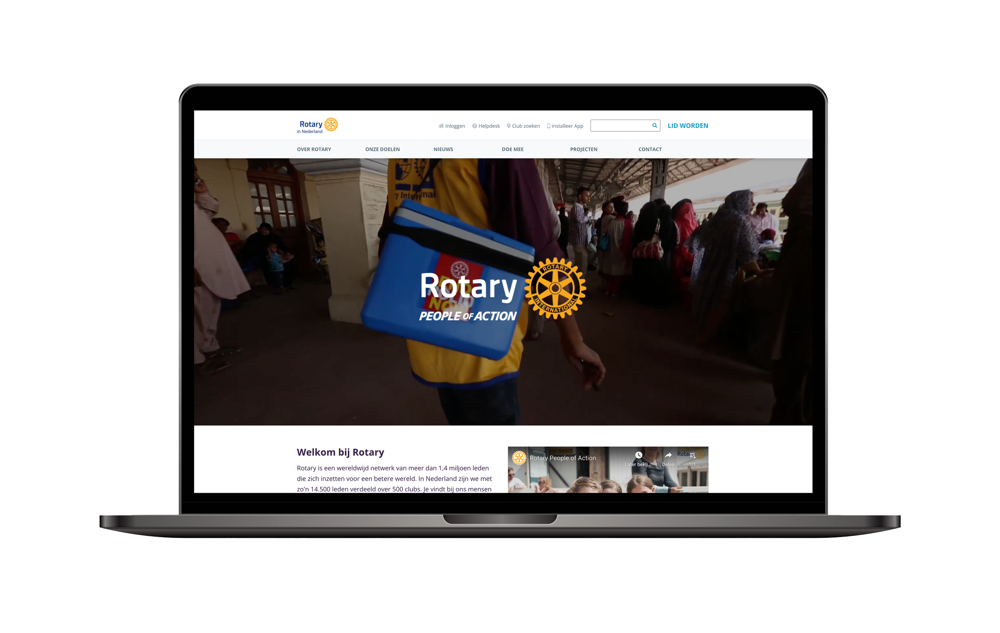 Rotary
in Nederland
Inloggen Helpdesk Club zoeken Installeer App LID WORDEN
OVER ROTARY ONZE DOELEN NIEUWS DOE MEE PROJECTEN CONTACT
Rotary
PEOPLE OF ACTION
ROTARY
INTERNATIONAL
Welkom bij Rotary
Rotary is een wereldwijd netwerk van meer dan 1,4 miljoen leden
die zich inzetten voor een betere wereld. In Nederland zijn we met
zo'n 14.500 leden verdeeld over 500 clubs. Je vindt bij ons mensen
Rotary People of Action
Later bekij...
Delen
1/1